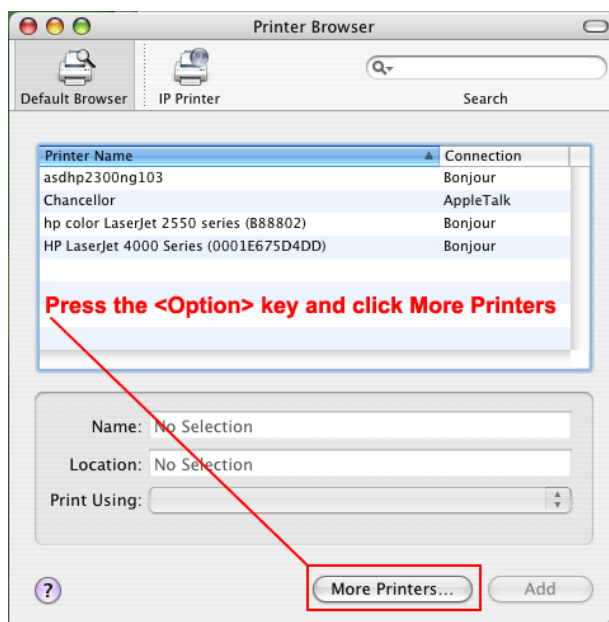 Printer Browser
Default Browser
IP Printer
Search
Printer Name Connection
asdhp2300ng103 Bonjour
Chancellor AppleTalk
hp color LaserJet 2550 series (B88802) Bonjour
HP LaserJet 4000 Series (0001E675D4DD) Bonjour
Press the <Option> key and click More Printers
Name: No Selection
Location: No Selection
Print Using:
? More Printers... Add